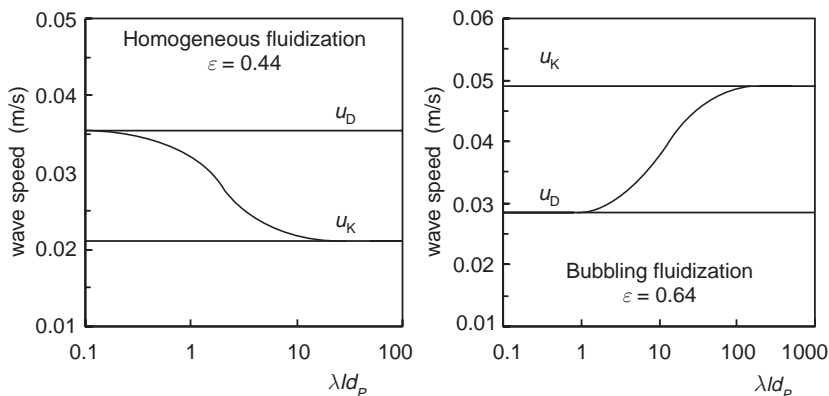 0.05
0.04
0.03
0.02
0.01
wave speed (m/s)
Homogeneous fluidization
ε = 0.44
u_D
u_K
0.1
1
10
100
λ/d_P
0.06
0.05
0.04
0.03
0.02
0.01
wave speed (m/s)
u_K
u_D
Bubbling fluidization
ε = 0.64
0.1
1
10
100
1000
λ/d_P